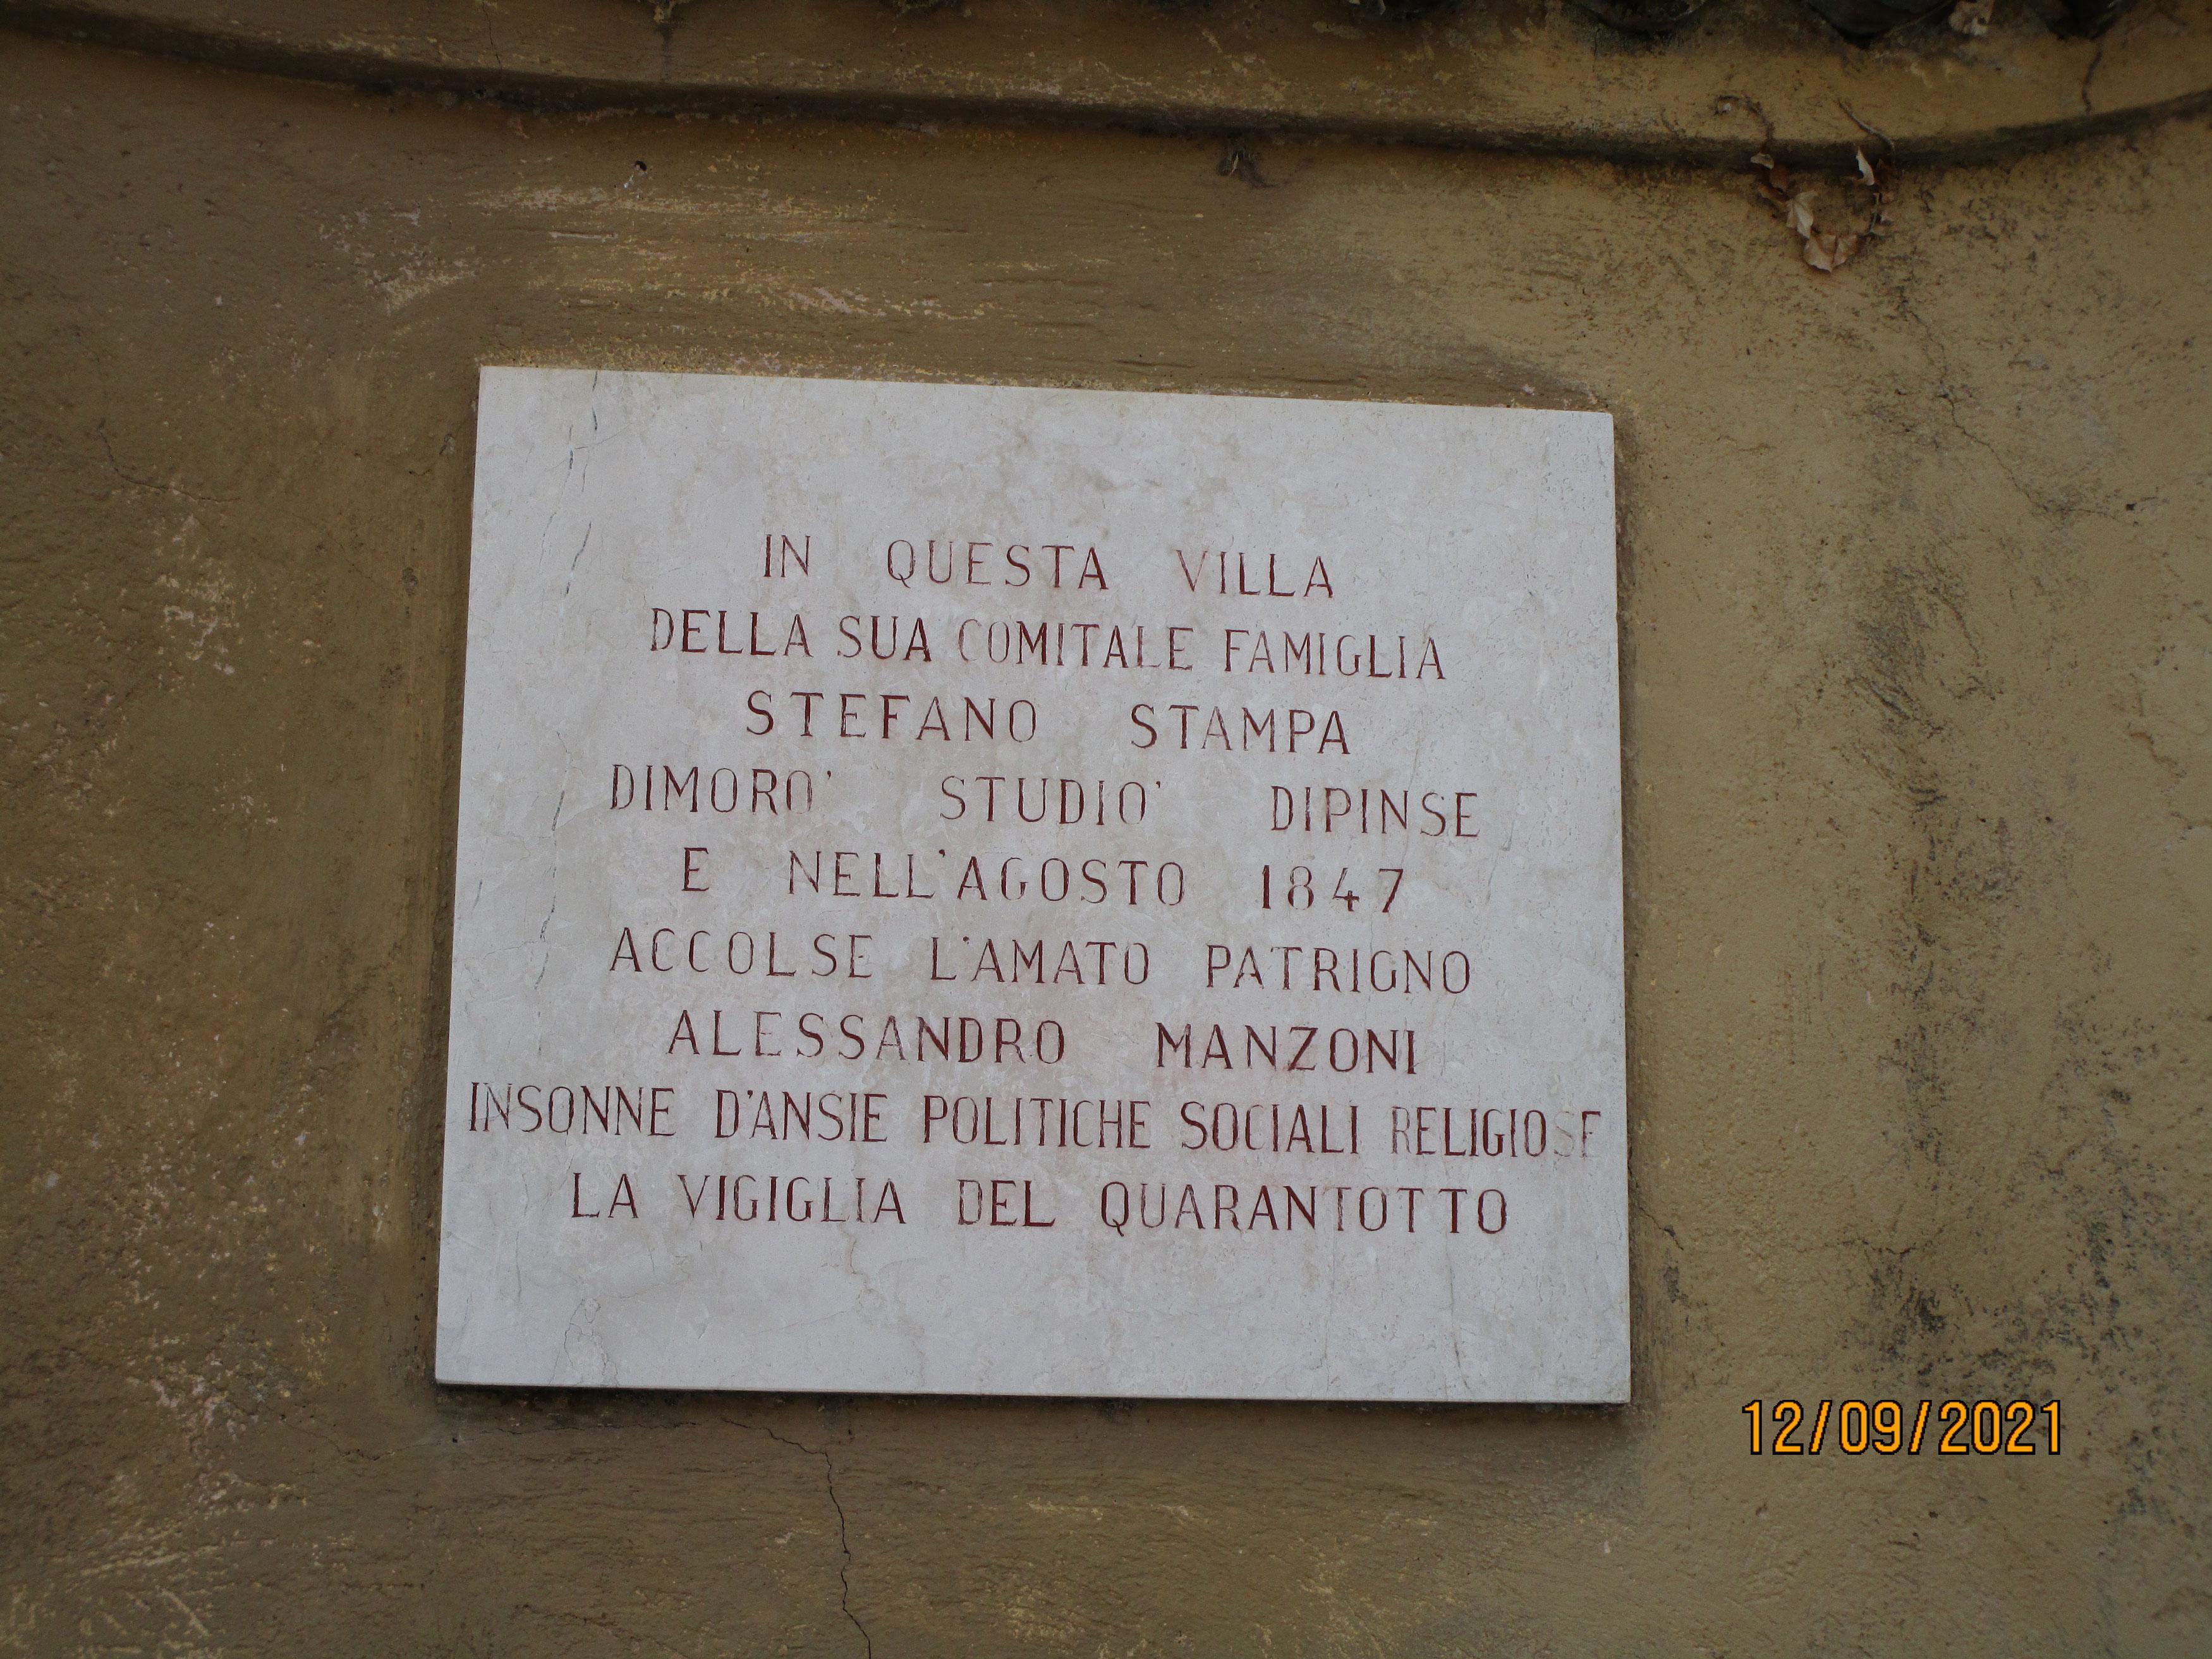 IN QUESTA VILLA
DELLA SUA COMITALE FAMIGLIA
STEFANO STAMPA
DIMORO' STUDIO' DIPINSE
E NELL'AGOSTO 1847
ACCOLSE L'AMATO PATRIGNO
ALESSANDRO MANZONI
INSONNE D'ANSIE POLITICHE SOCIALI RELIGIOSE
LA VIGIGLIA DEL QUARANTOTTO
12/09/2021